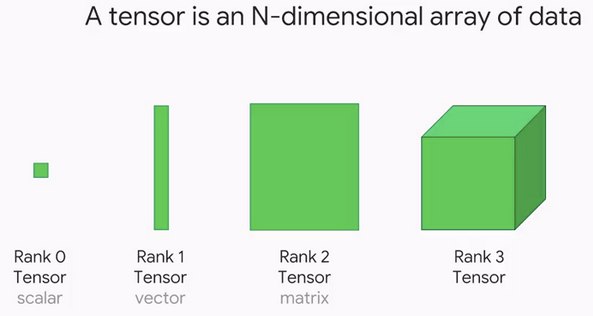 A tensor is an N-dimensional array of data
Rank 0
Tensor
scalar
Rank 1
Tensor
vector
Rank 2
Tensor
matrix
Rank 3
Tensor